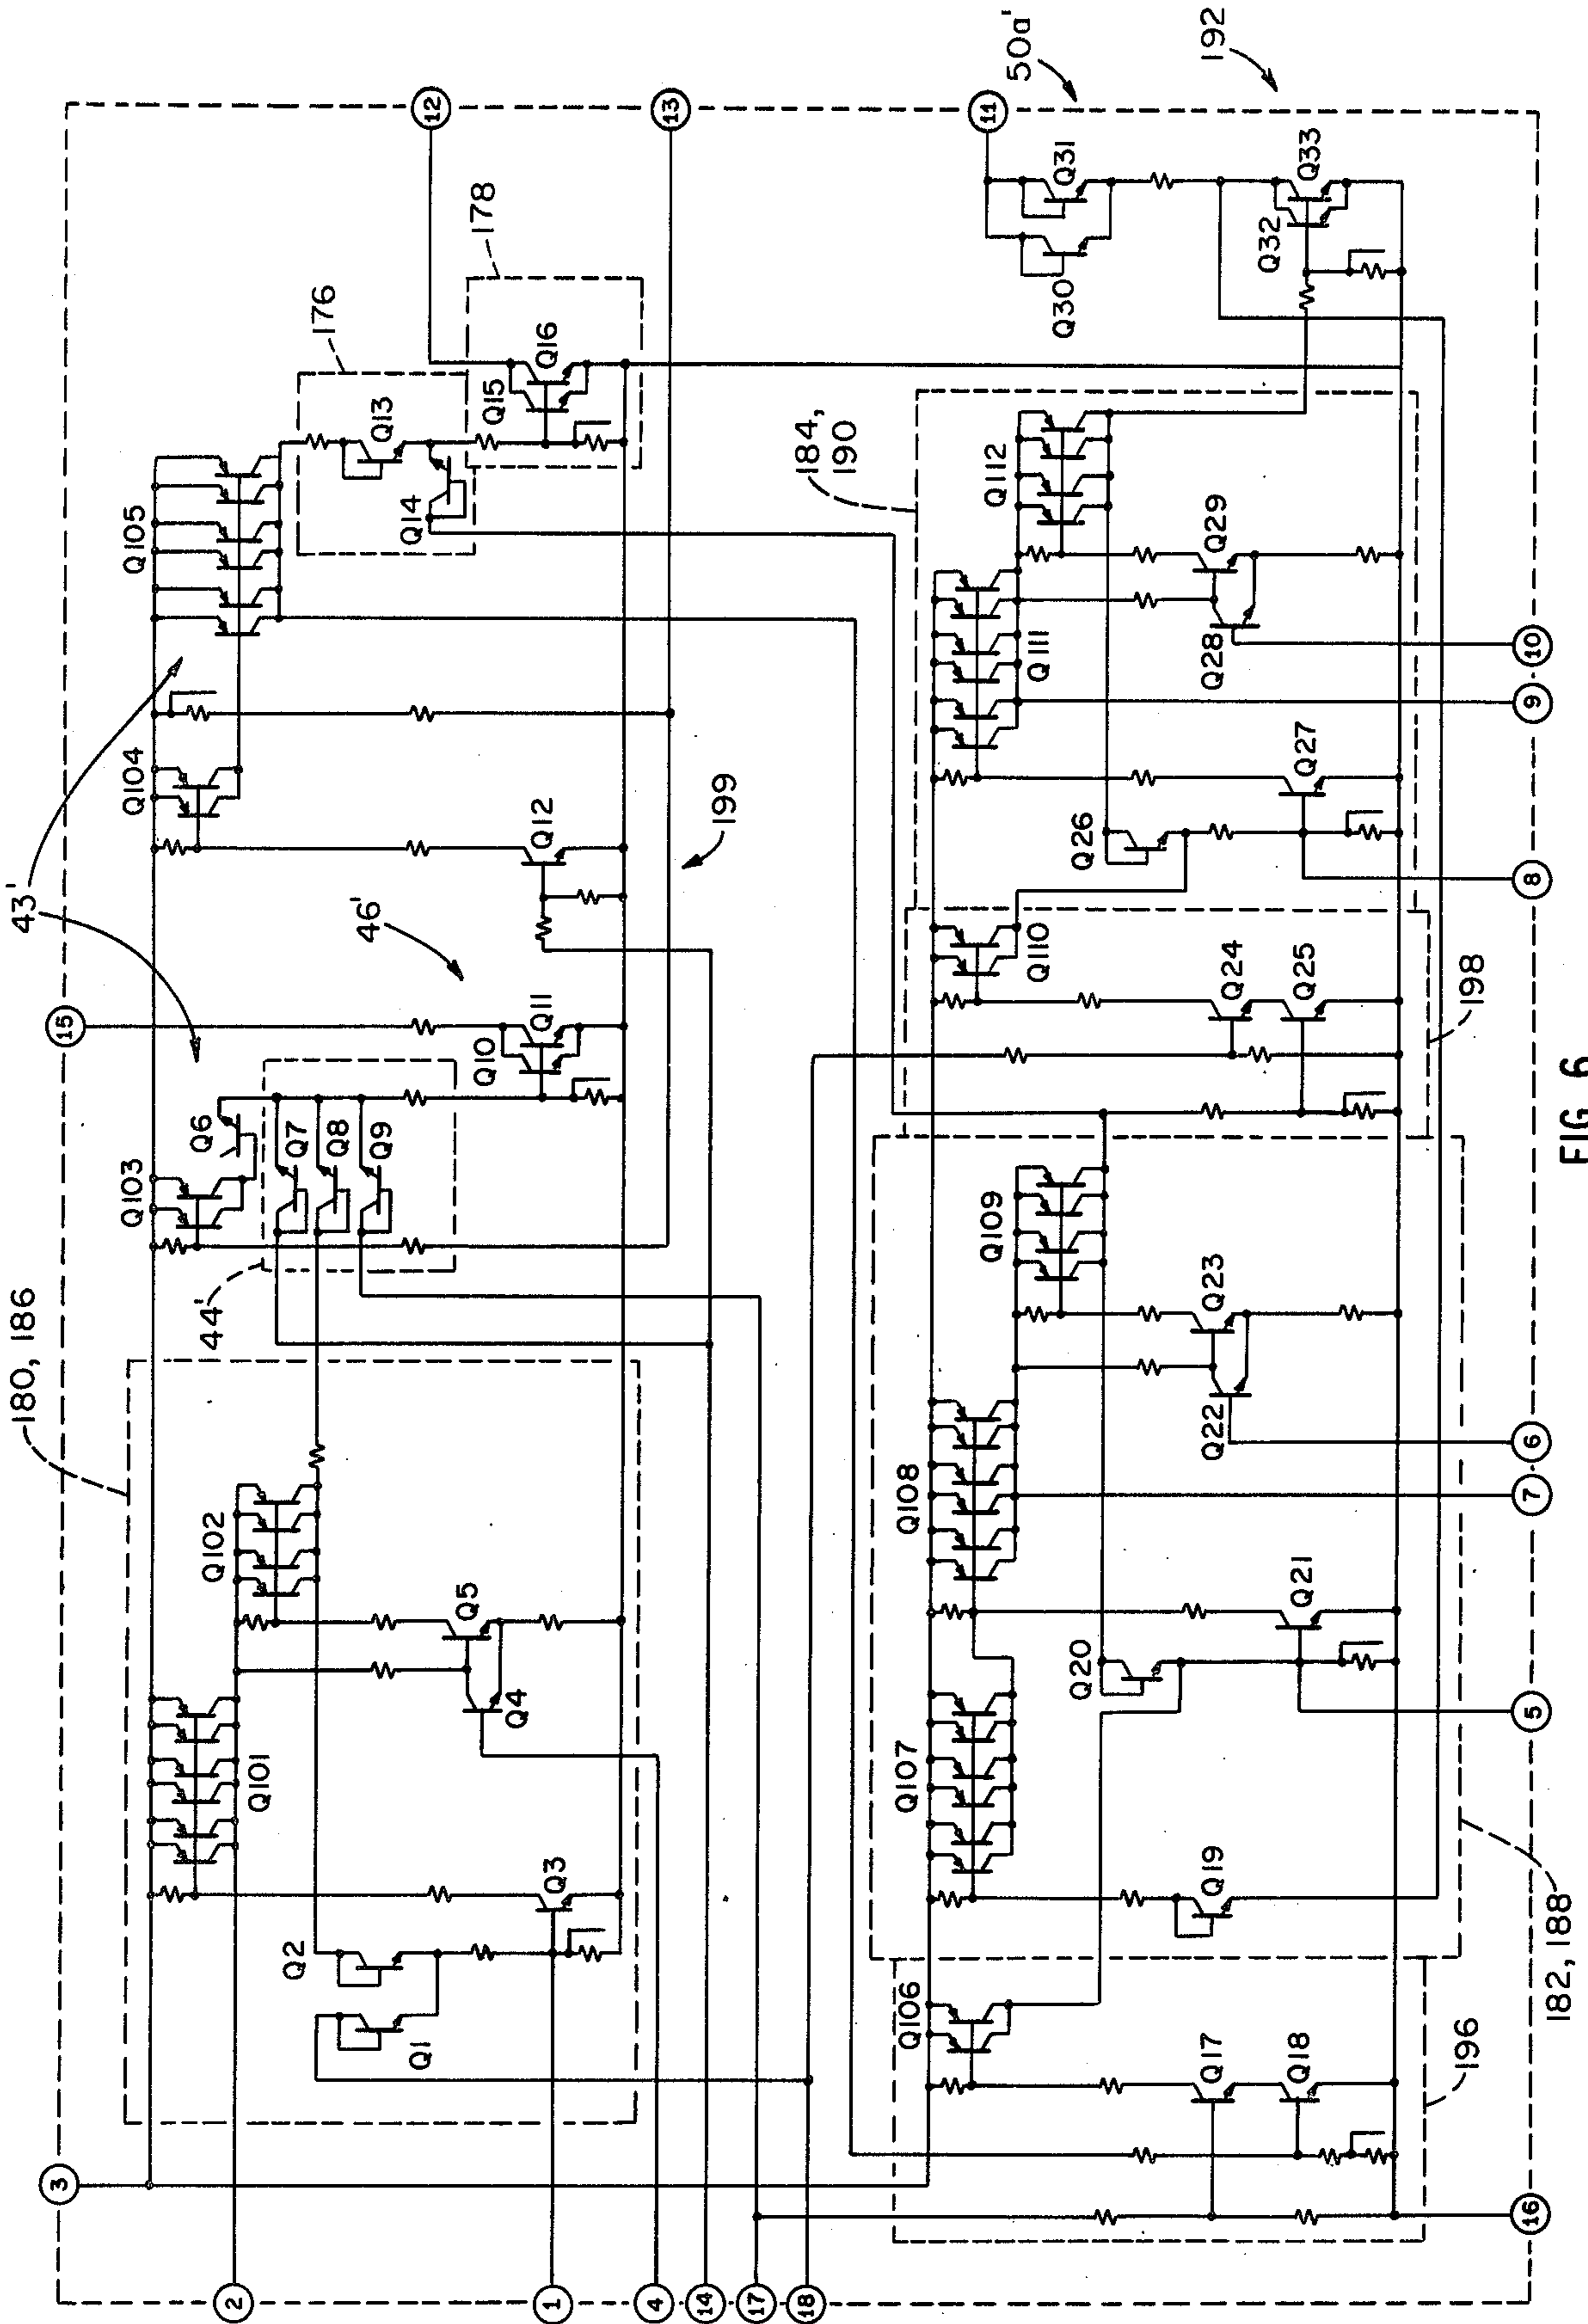 180, 186
43'
15
3
12
13
11
50a'
192
176
178
Q103
Q6
Q104
Q105
Q13
Q14
Q15
Q16
Q101
Q102
44'
Q7
Q8
Q9
46'
Q10
Q11
Q12
199
Q2
Q1
Q3
Q4
Q5
2
1
4
14
17
18
184,
190
Q30
Q31
Q32
Q33
Q106
Q107
Q108
Q109
Q110
Q111
Q112
Q17
Q18
Q19
Q20
Q21
Q22
Q23
Q24
Q25
Q26
Q27
Q28
Q29
198
196
182, 188
16
5
7
6
8
9
10
FIG. 6